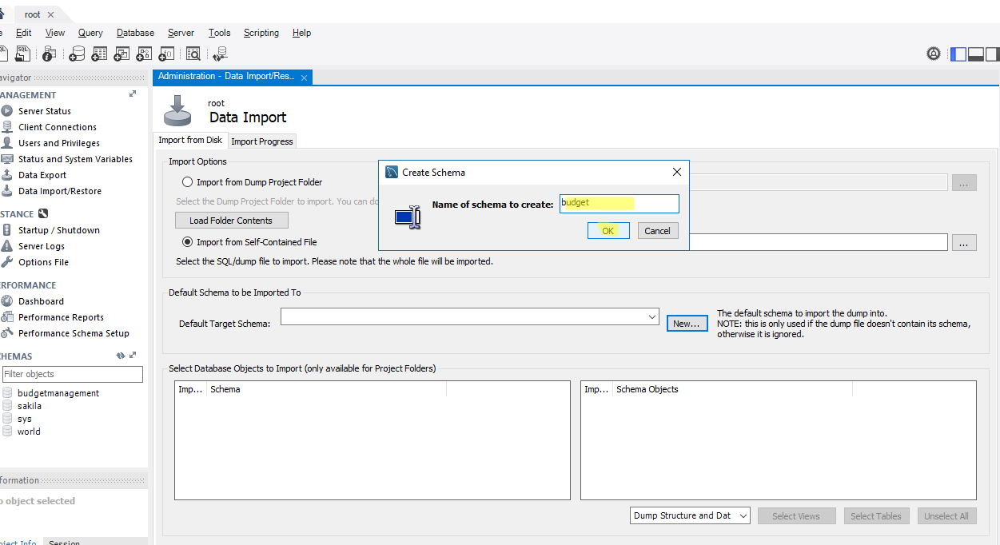 root
Edit View Query Database Server Tools Scripting Help
avigator
Administration - Data Import/Res...
ANAGEMENT
Server Status
Client Connections
Users and Privileges
Status and System Variables
Data Export
Data Import/Restore
STANCE
Startup / Shutdown
Server Logs
Options File
ERFORMANCE
Dashboard
Performance Reports
Performance Schema Setup
HEMAS
Filter objects
budgetmanagement
sakila
sys
world
formation
o object selected
oject Info Session
root
Data Import
Import from Disk Import Progress
Import Options
Import from Dump Project Folder
...
Select the Dump Project Folder to import. You can do
Load Folder Contents
Import from Self-Contained File
...
Select the SQL/dump file to import. Please note that the whole file will be imported.
Create Schema
Name of schema to create: budget
OK Cancel
Default Schema to be Imported To
Default Target Schema:
New...
The default schema to import the dump into.
NOTE: this is only used if the dump file doesn't contain its schema,
otherwise it is ignored.
Select Database Objects to Import (only available for Project Folders)
Imp... Schema
Imp... Schema Objects
Dump Structure and Dat Select Views Select Tables Unselect All